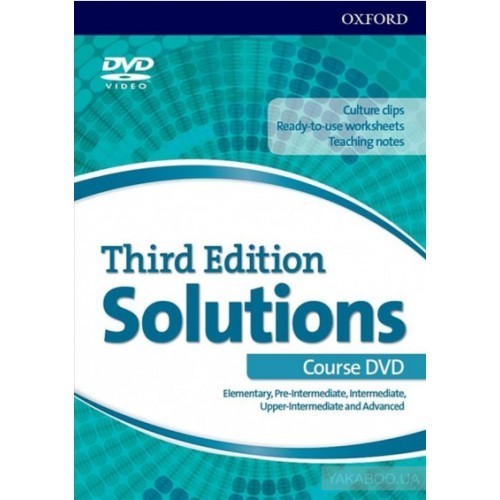 OXFORD
DVD
VIDEO
Culture clips
Ready-to-use worksheets
Teaching notes
Third Edition
Solutions
Course DVD
Elementary, Pre-Intermediate, Intermediate,
Upper-Intermediate and Advanced
YAKABOO.UA